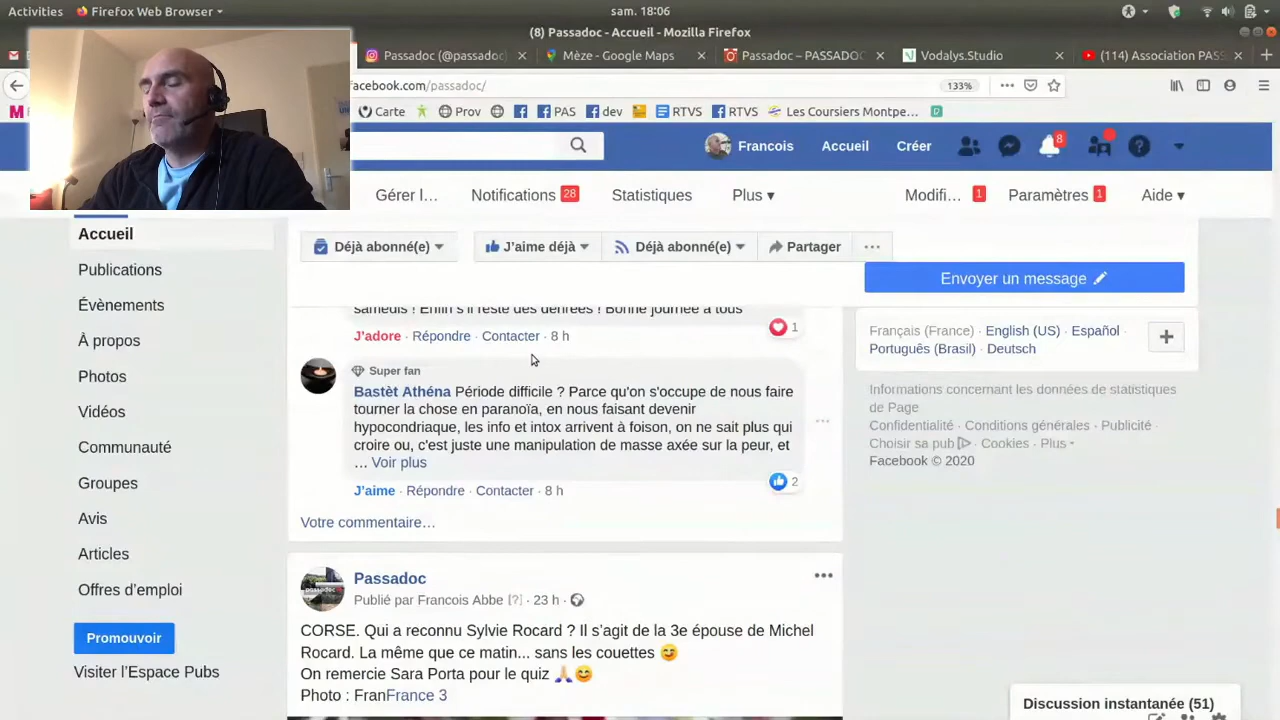 Activities
Firefox Web Browser
sam. 18:06
(8) Passadoc - Accueil - Mozilla Firefox
Passadoc (@passadoc)
Mèze - Google Maps
Passadoc – PASSADOC
Vodalys.Studio
(114) Association PASS
facebook.com/passadoc/
133%
Carte
Prov
PAS
dev
RTVS
RTVS
Les Coursiers Montpe...
Francois
Accueil
Créer
8
Gérer l...
Notifications 28
Statistiques
Plus
Modifi... 1
Paramètres 1
Aide
Accueil
Publications
Évènements
À propos
Photos
Vidéos
Communauté
Groupes
Avis
Articles
Offres d'emploi
Promouvoir
Visiter l'Espace Pubs
Déjà abonné(e)
J'aime déjà
Déjà abonné(e)
Partager
Envoyer un message
samedis ! Enfin s'il reste des denrées ! Bonne journée à tous
1
J'adore · Répondre · Contacter · 8 h
Super fan
Bastèt Athéna Période difficile ? Parce qu'on s'occupe de nous faire
tourner la chose en paranoïa, en nous faisant devenir
hypocondriaque, les info et intox arrivent à foison, on ne sait plus qui
croire ou, c'est juste une manipulation de masse axée sur la peur, et
... Voir plus
2
J'aime · Répondre · Contacter · 8 h
Votre commentaire...
Passadoc
Publié par Francois Abbe [?] · 23 h ·
CORSE. Qui a reconnu Sylvie Rocard ? Il s'agit de la 3e épouse de Michel
Rocard. La même que ce matin... sans les couettes 😊
On remercie Sara Porta pour le quiz 🙏😊
Photo : FranFrance 3
Français (France) · English (US) · Español ·
Português (Brasil) · Deutsch
Informations concernant les données de statistiques
de Page
Confidentialité · Conditions générales · Publicité ·
Choisir sa pub · Cookies · Plus
Facebook © 2020
Discussion instantanée (51)